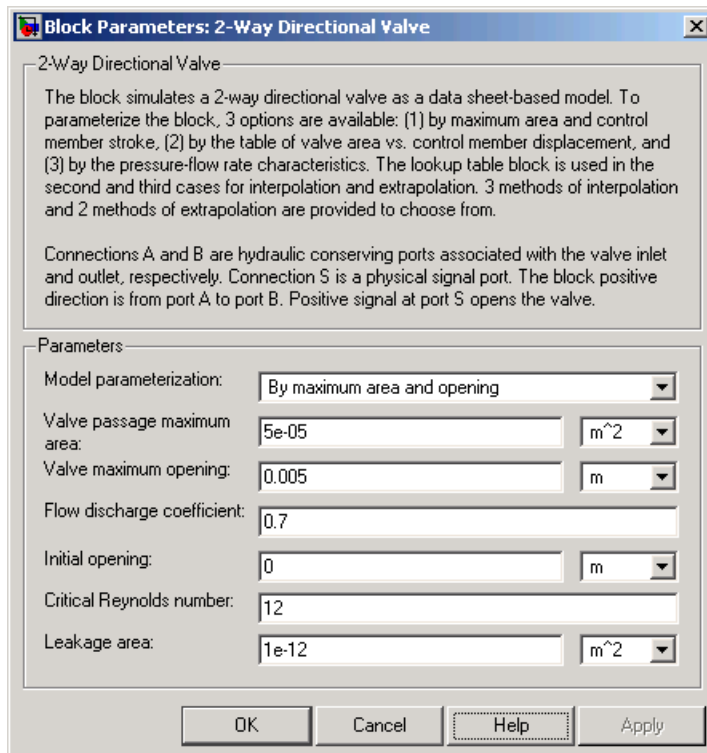 Block Parameters: 2-Way Directional Valve
2-Way Directional Valve
The block simulates a 2-way directional valve as a data sheet-based model. To
parameterize the block, 3 options are available: (1) by maximum area and control
member stroke, (2) by the table of valve area vs. control member displacement, and
(3) by the pressure-flow rate characteristics. The lookup table block is used in the
second and third cases for interpolation and extrapolation. 3 methods of interpolation
and 2 methods of extrapolation are provided to choose from.
Connections A and B are hydraulic conserving ports associated with the valve inlet
and outlet, respectively. Connection S is a physical signal port. The block positive
direction is from port A to port B. Positive signal at port S opens the valve.
Parameters
Model parameterization: By maximum area and opening
Valve passage maximum
area: 5e-05 m^2
Valve maximum opening: 0.005 m
Flow discharge coefficient: 0.7
Initial opening: 0 m
Critical Reynolds number: 12
Leakage area: 1e-12 m^2
OK Cancel Help Apply